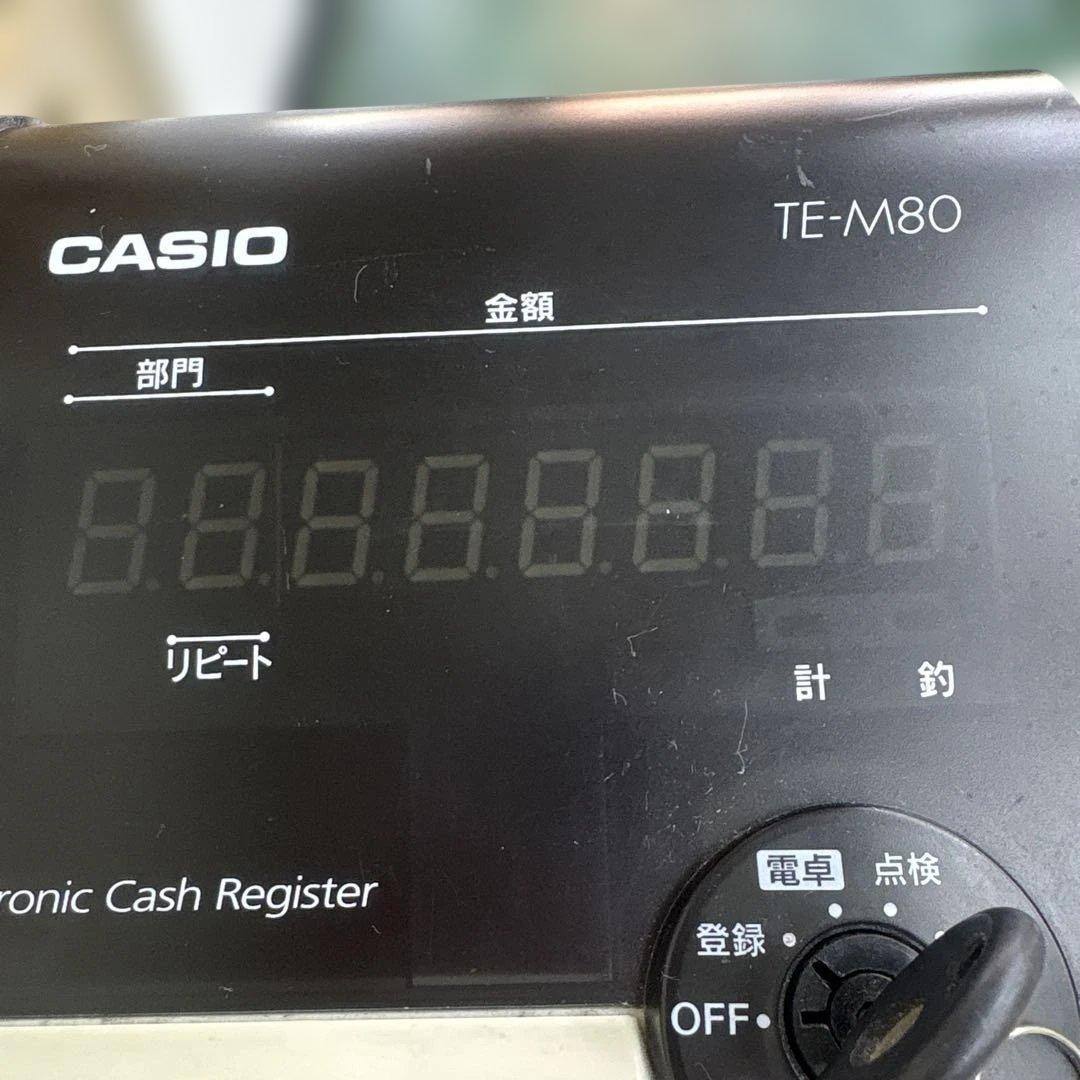 CASIO
TE-M80
金額
部門
リピート
計 釣
ronic Cash Register
電卓 点検
登録
OFF